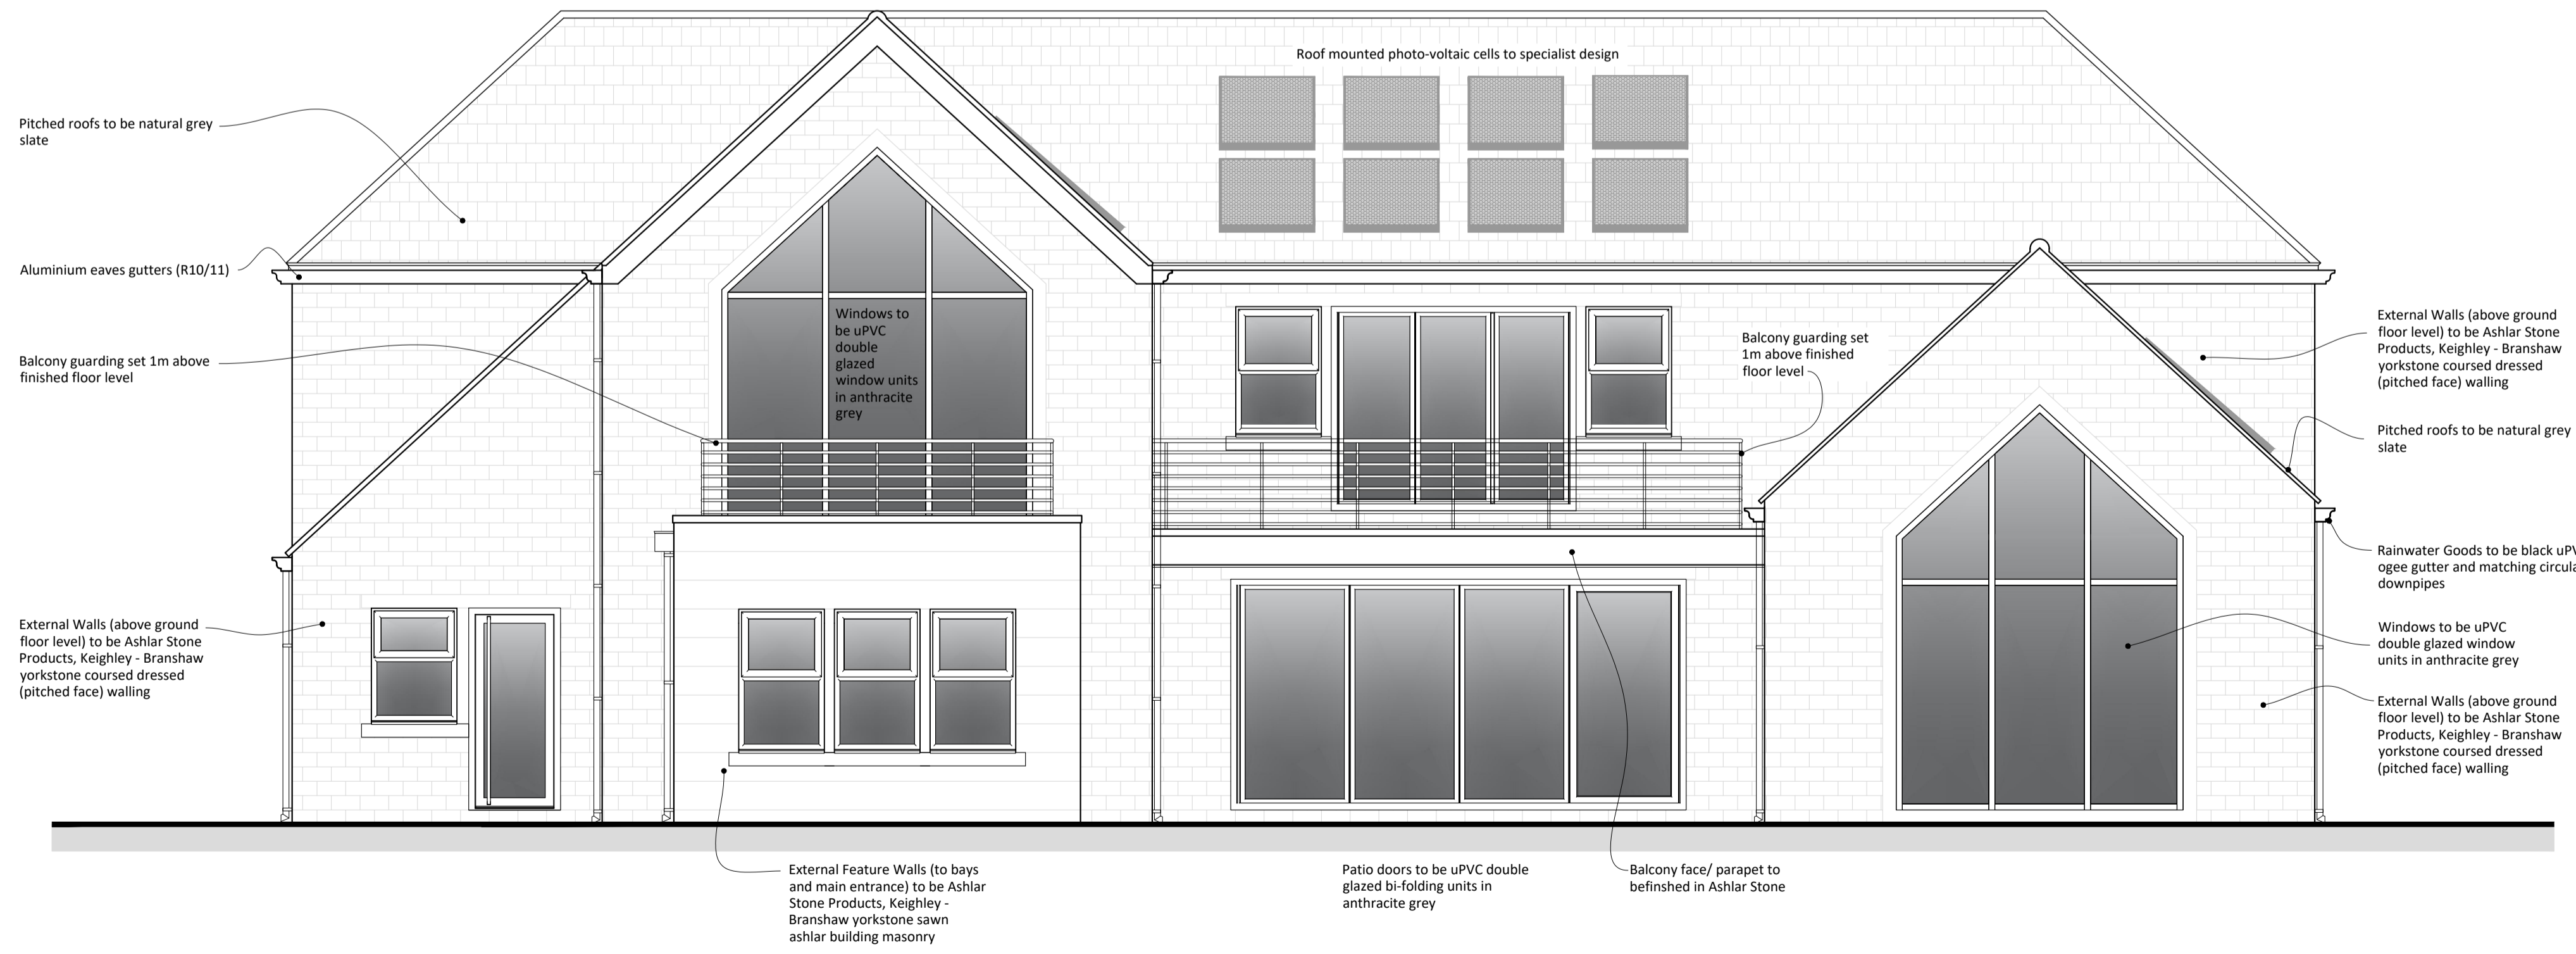 Roof mounted photo-voltaic cells to specialist design
Pitched roofs to be natural grey
slate
Aluminium eaves gutters (R10/11)
Balcony guarding set 1m above
finished floor level
External Walls (above ground
floor level) to be Ashlar Stone
Products, Keighley - Branshaw
yorkstone coursed dressed
(pitched face) walling
Windows to
be uPVC
double
glazed
window units
in anthracite
grey
Balcony guarding set
1m above finished
floor level
External Walls (above ground
floor level) to be Ashlar Stone
Products, Keighley - Branshaw
yorkstone coursed dressed
(pitched face) walling
Pitched roofs to be natural grey
slate
Rainwater Goods to be black uPV
ogee gutter and matching circula
downpipes
Windows to be uPVC
double glazed window
units in anthracite grey
External Walls (above ground
floor level) to be Ashlar Stone
Products, Keighley - Branshaw
yorkstone coursed dressed
(pitched face) walling
External Feature Walls (to bays
and main entrance) to be Ashlar
Stone Products, Keighley -
Branshaw yorkstone sawn
ashlar building masonry
Patio doors to be uPVC double
glazed bi-folding units in
anthracite grey
Balcony face/ parapet to
befinshed in Ashlar Stone